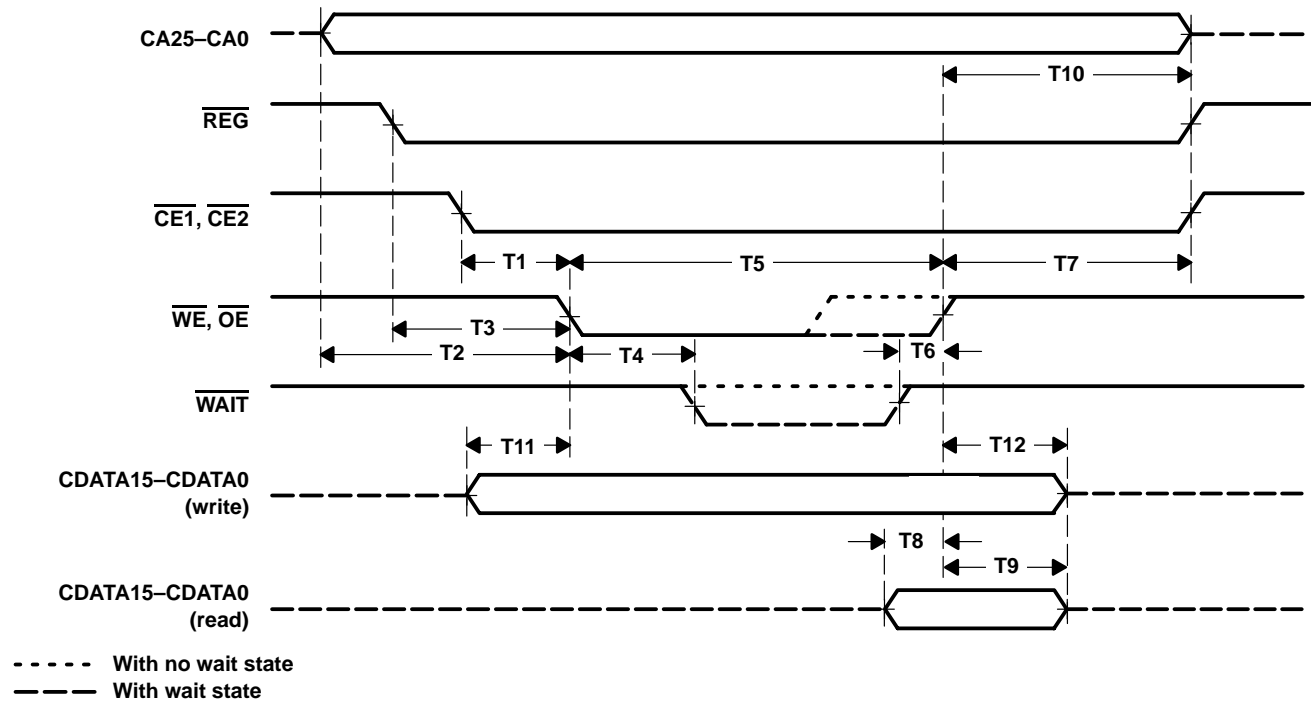 CA25–CA0
T10
REG
CE1, CE2
T1
T5
T7
WE, OE
T3
T2
T4
T6
WAIT
T11
T12
CDATA15–CDATA0
(write)
T8
T9
CDATA15–CDATA0
(read)
With no wait state
With wait state